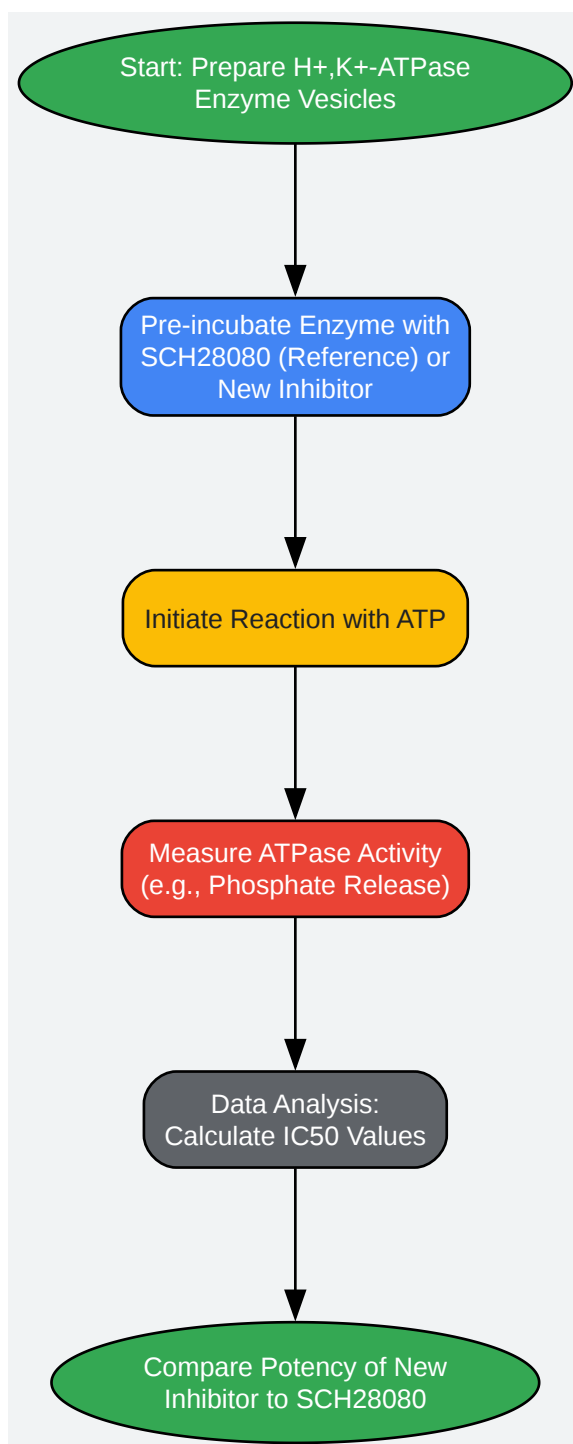 Start: Prepare H+,K+-ATPase
Enzyme Vesicles
Pre-incubate Enzyme with
SCH28080 (Reference) or
New Inhibitor
Initiate Reaction with ATP
Measure ATPase Activity
(e.g., Phosphate Release)
Data Analysis:
Calculate IC50 Values
Compare Potency of New
Inhibitor to SCH28080